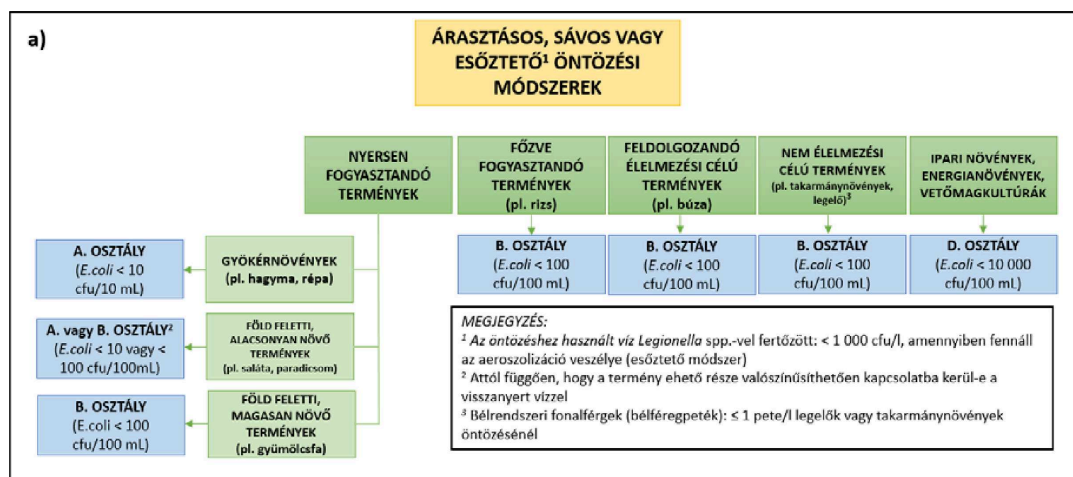 a)
ÁRASZTÁSOS, SÁVOS VAGY
ESŐZTETŐ¹ ÖNTÖZÉSI
MÓDSZEREK
NYERSEN
FOGYASZTANDÓ
TERMÉNYEK
FŐZVE
FOGYASZTANDÓ
TERMÉNYEK
(pl. rizs)
FELDOLGOZANDÓ
ÉLELMEZÉSI CÉLÚ
TERMÉNYEK
(pl. búza)
NEM ÉLELMEZÉSI
CÉLÚ TERMÉNYEK
(pl. takarmánynövények,
legelő)³
IPARI NÖVÉNYEK,
ENERGIANÖVÉNYEK,
VETŐMAGKULTÚRÁK
B. OSZTÁLY
(E.coli < 100
cfu/100 mL)
B. OSZTÁLY
(E.coli < 100
cfu/100 mL)
B. OSZTÁLY
(E.coli < 100
cfu/100 mL)
D. OSZTÁLY
(E.coli < 10 000
cfu/100 mL)
A. OSZTÁLY
(E.coli < 10
cfu/10 mL)
GYÖKÉRNÖVÉNYEK
(pl. hagyma, répa)
A. vagy B. OSZTÁLY²
(E.coli < 10 vagy <
100 cfu/100mL)
FÖLD FELETTI,
ALACSONYAN NÖVŐ
TERMÉNYEK
(pl. saláta, paradicsom)
B. OSZTÁLY
(E.coli < 100
cfu/100 mL)
FÖLD FELETTI,
MAGASAN NÖVŐ
TERMÉNYEK
(pl. gyümölcsfa)
MEGJEGYZÉS:
¹ Az öntözéshez használt víz Legionella spp.-vel fertőzött: < 1 000 cfu/l, amennyiben fennáll
az aeroszolizáció veszélye (esőztető módszer)
² Attól függően, hogy a termény ehető része valószínűsíthetően kapcsolatba kerül-e a
visszanyert vízzel
³ Bélrendszeri fonalférgek (bélféregpeték): ≤ 1 pete/l legelők vagy takarmánynövények
öntözésénél